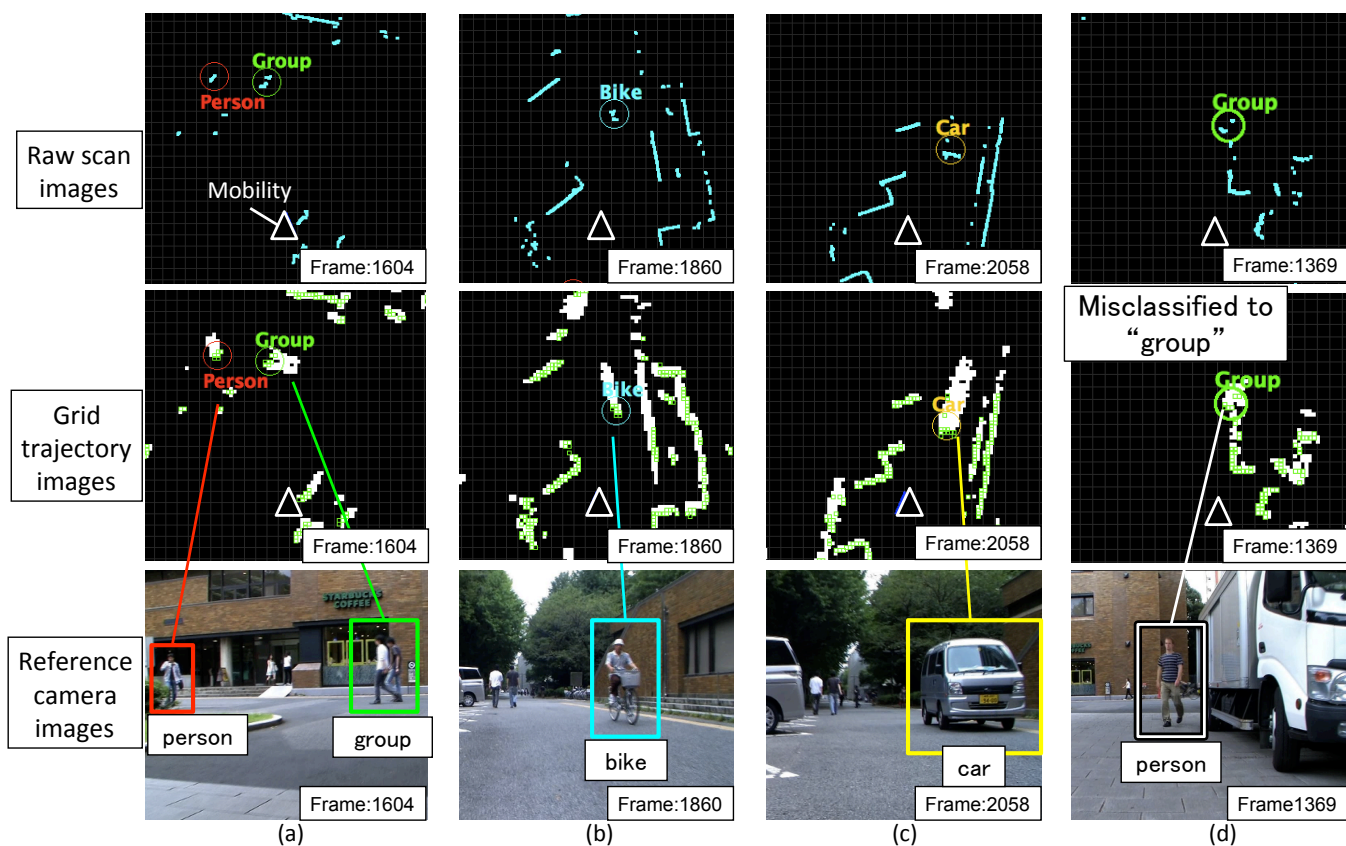 Group
Person
Mobility
Frame:1604
Bike
Frame:1860
Car
Frame:2058
Group
Frame:1369
Raw scan
images
Group
Person
Frame:1604
Bike
Frame:1860
Car
Frame:2058
Misclassified to
“group”
Group
Frame:1369
Grid
trajectory
images
STARBUCKS
COFFEE
person
group
Frame:1604
bike
Frame:1860
car
Frame:2058
person
Frame1369
Reference
camera
images
(a)
(b)
(c)
(d)